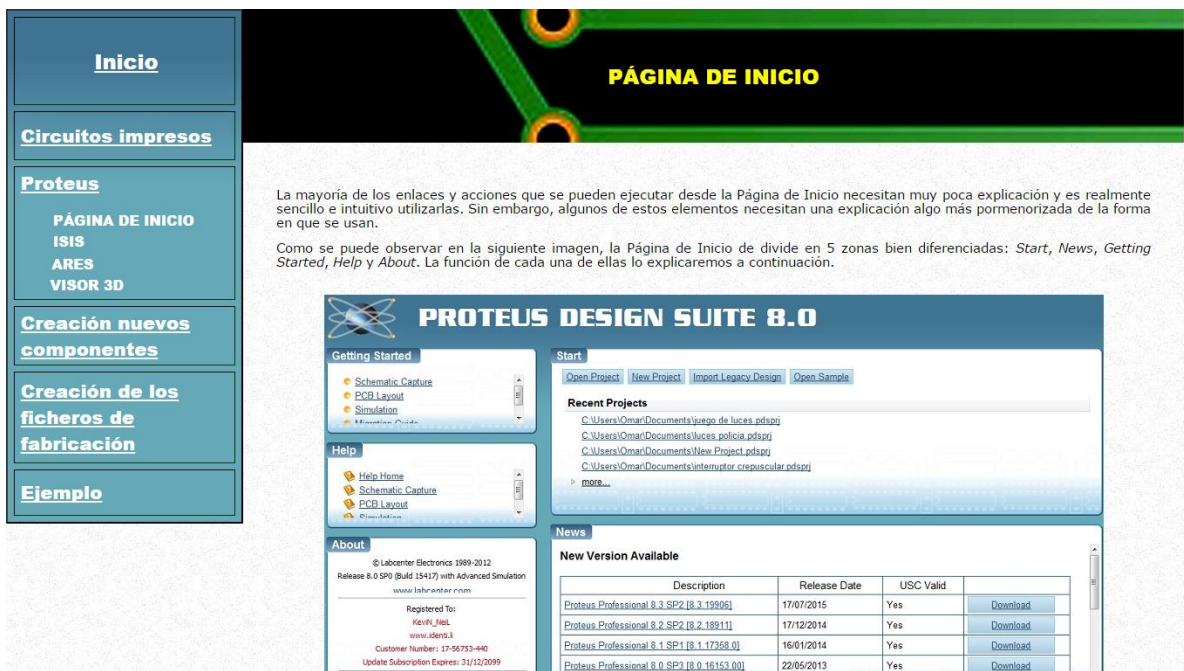 Inicio
Circuitos impresos
Proteus
PÁGINA DE INICIO
ISIS
ARES
VISOR 3D
Creación nuevos
componentes
Creación de los
ficheros de
fabricación
Ejemplo
PÁGINA DE INICIO
La mayoría de los enlaces y acciones que se pueden ejecutar desde la Página de Inicio necesitan muy poca explicación y es realmente
sencillo e intuitivo utilizarlas. Sin embargo, algunos de estos elementos necesitan una explicación algo más pormenorizada de la forma
en que se usan.
Como se puede observar en la siguiente imagen, la Página de Inicio de divide en 5 zonas bien diferenciadas: Start, News, Getting
Started, Help y About. La función de cada una de ellas lo explicaremos a continuación.
PROTEUS DESIGN SUITE 8.0
Getting Started
Schematic Capture
PCB Layout
Simulation
Migration Guide
Help
Help Home
Schematic Capture
PCB Layout
Simulation
About
© Labcenter Electronics 1989-2012
Release 8.0 SP0 (Build 15417) with Advanced Simulation
www.labcenter.com
Registered To:
KeviN_NeiL
www.identi.li
Customer Number: 17-56753-440
Update Subscription Expires: 31/12/2099
Start
Open Project New Project Import Legacy Design Open Sample
Recent Projects
C:\Users\Omar\Documents\juego de luces.pdsprj
C:\Users\Omar\Documents\luces policia.pdsprj
C:\Users\Omar\Documents\New Project.pdsprj
C:\Users\Omar\Documents\interruptor crepuscular.pdsprj
more...
News
New Version Available
Description Release Date USC Valid
Proteus Professional 8.3 SP2 [8.3.19906] 17/07/2015 Yes Download
Proteus Professional 8.2 SP2 [8.2.18911] 17/12/2014 Yes Download
Proteus Professional 8.1 SP1 [8.1.17358.0] 16/01/2014 Yes Download
Proteus Professional 8.0 SP3 [8.0.16153.00] 22/05/2013 Yes Download